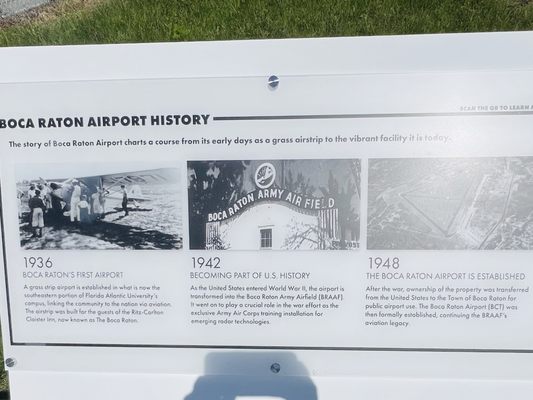 SCAN THE QR TO LEARN
BOCA RATON AIRPORT HISTORY
The story of Boca Raton Airport charts a course from its early days as a grass airstrip to the vibrant facility it is today.
BOCA RATON ARMY AIR FIELD
PROVOST
1936
BOCA RATON'S FIRST AIRPORT
A grass strip airport is established in what is now the
southeastern portion of Florida Atlantic University's
campus, linking the community to the nation via aviation.
The airstrip was built for the guests of the Ritz-Carlton
Cloister Inn, now known as The Boca Raton.
1942
BECOMING PART OF U.S. HISTORY
As the United States entered World War II, the airport is
transformed into the Boca Raton Army Airfield (BRAAF).
It went on to play a crucial role in the war effort as the
exclusive Army Air Corps training installation for
emerging radar technologies.
1948
THE BOCA RATON AIRPORT IS ESTABLISHED
After the war, ownership of the property was transferred
from the United States to the Town of Boca Raton for
public airport use. The Boca Raton Airport (BCT) was
then formally established, continuing the BRAAF's
aviation legacy.